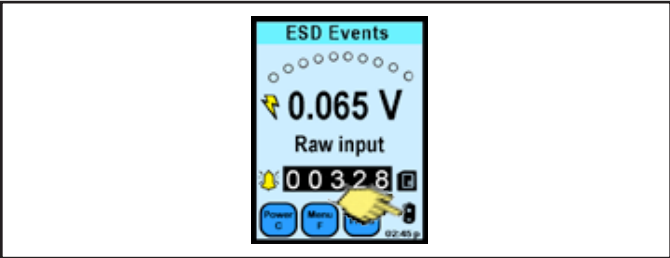 ESD Events
0.065 V
Raw input
00328
Power Menu
C F
02:45 p